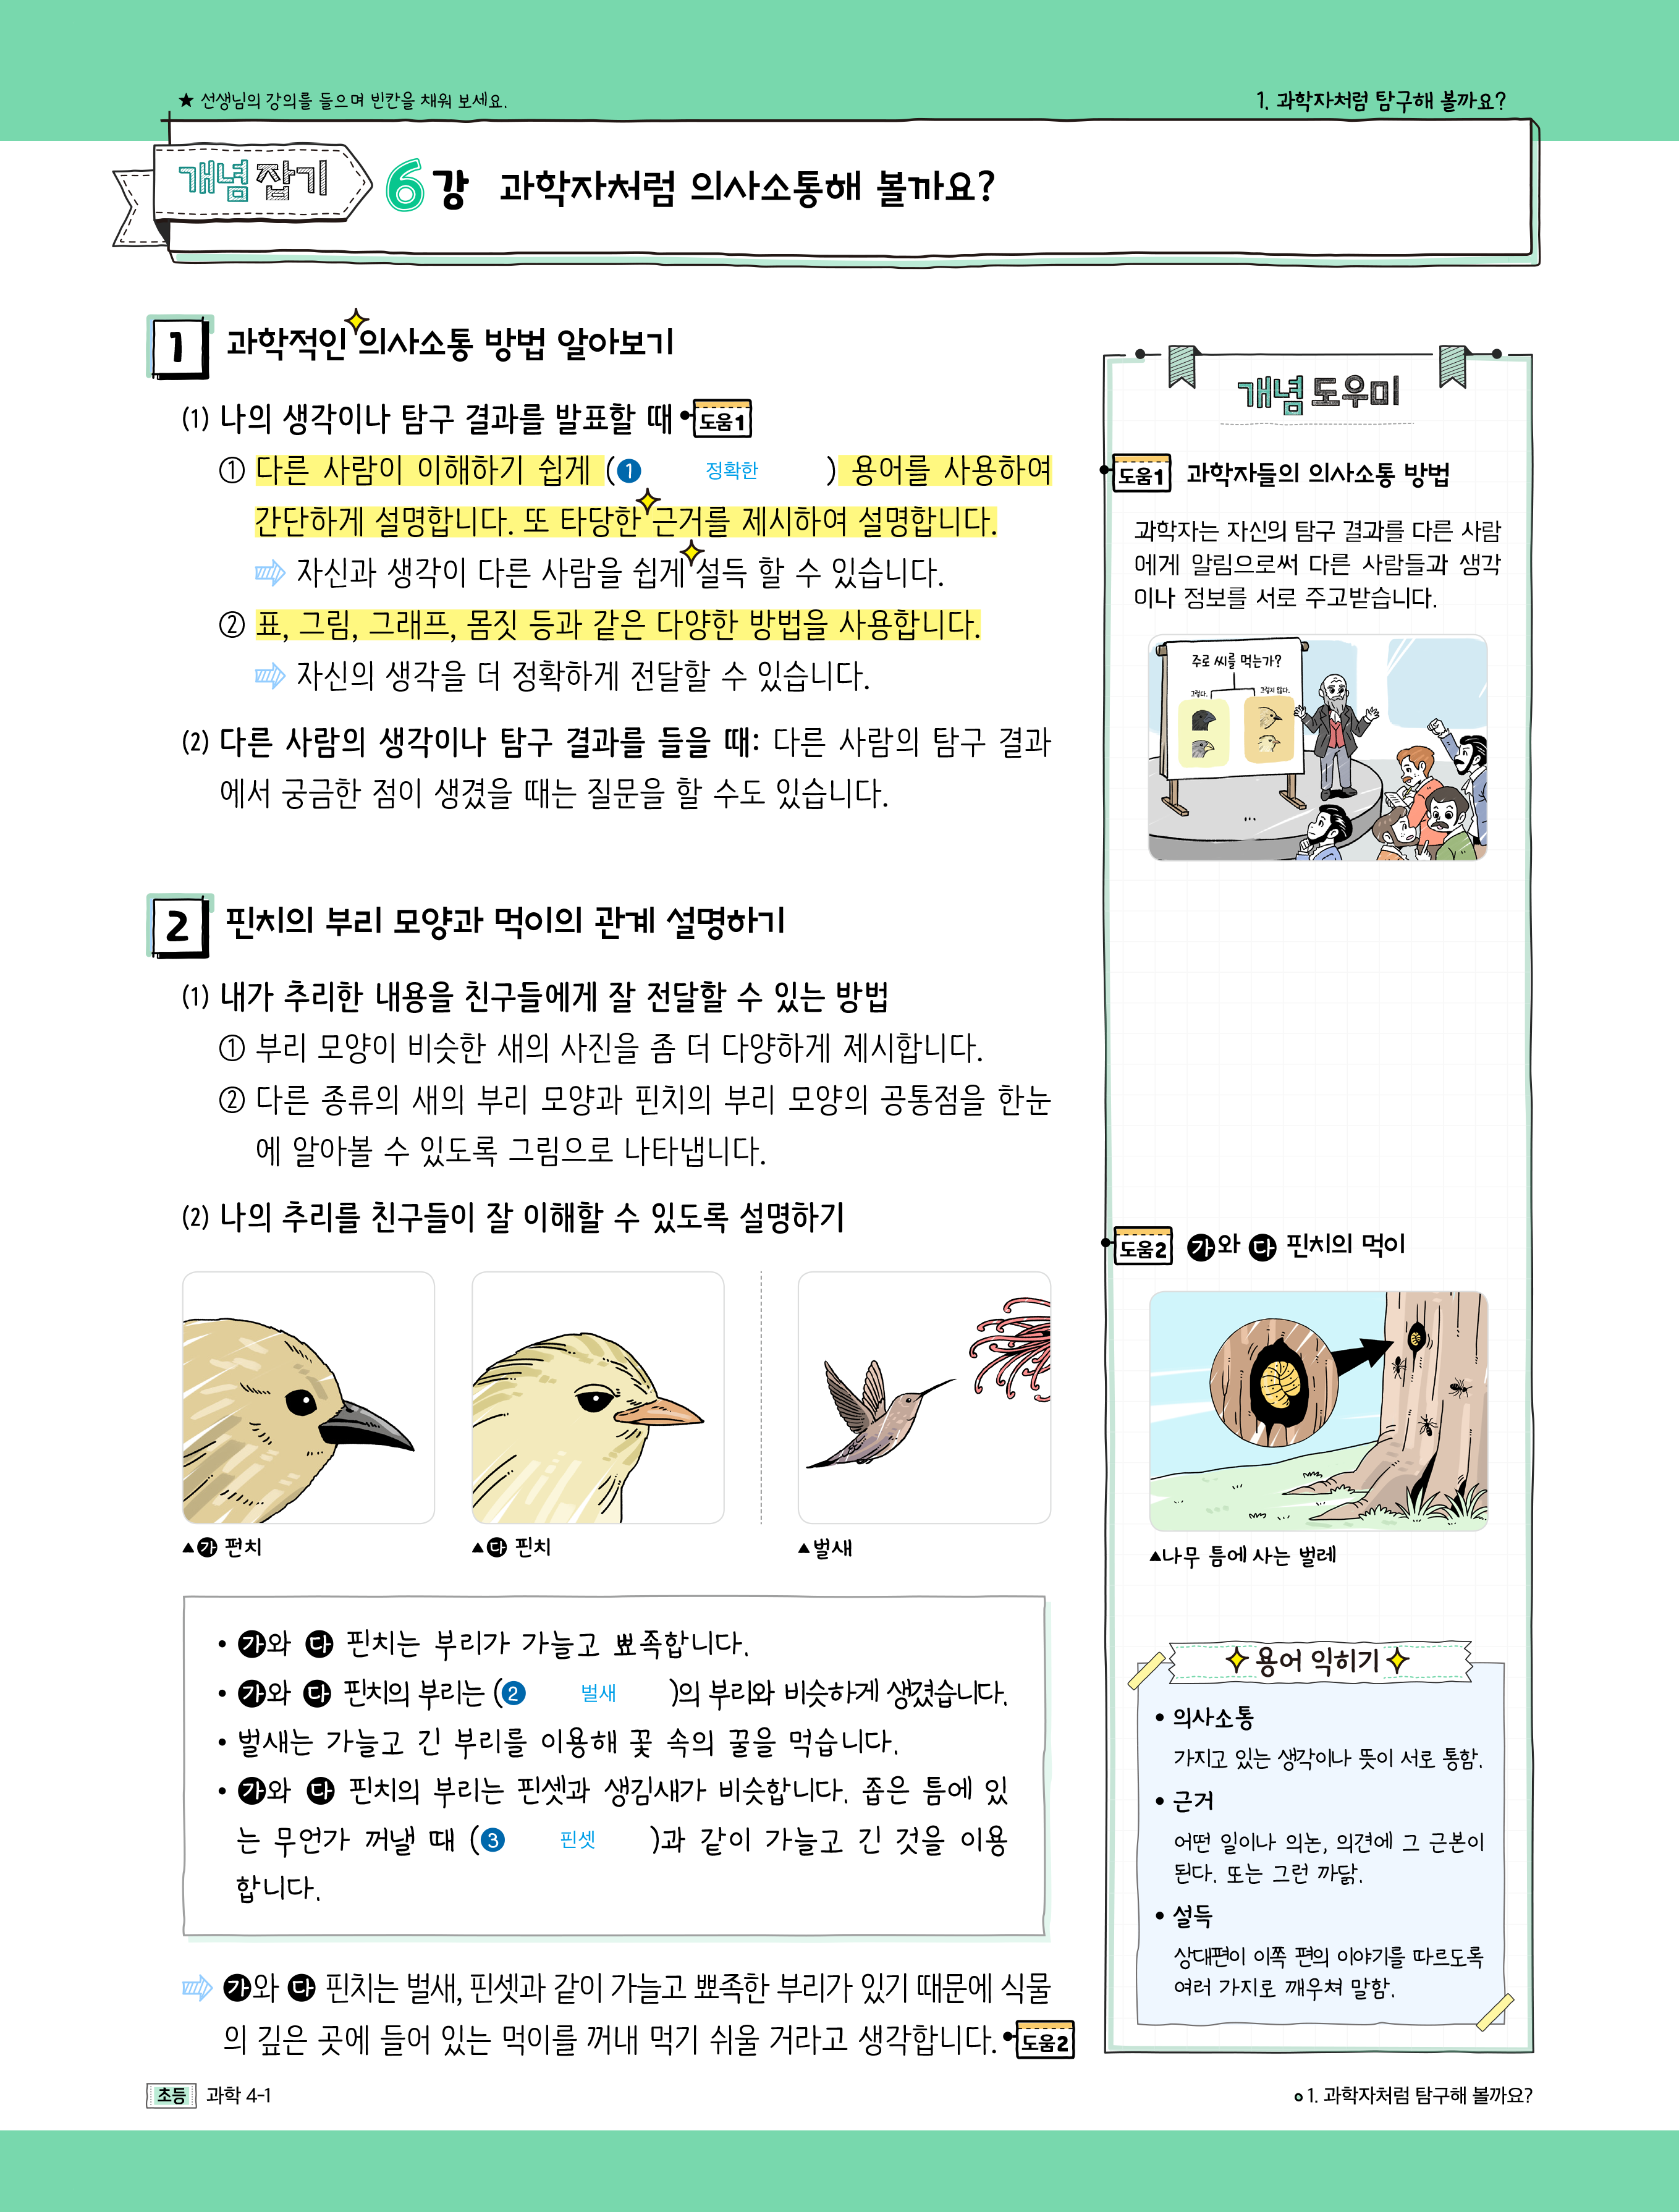 ★ 선생님의 강의를 들으며 빈칸을 채워 보세요.
1. 과학자처럼 탐구해 볼까요?
개념 잡기
6강 과학자처럼 의사소통해 볼까요?
1 과학적인 의사소통 방법 알아보기
(1) 나의 생각이나 탐구 결과를 발표할 때 도움1
① 다른 사람이 이해하기 쉽게 (❶ 정확한 ) 용어를 사용하여
간단하게 설명합니다. 또 타당한 근거를 제시하여 설명합니다.
⇨ 자신과 생각이 다른 사람을 쉽게 설득 할 수 있습니다.
② 표, 그림, 그래프, 몸짓 등과 같은 다양한 방법을 사용합니다.
⇨ 자신의 생각을 더 정확하게 전달할 수 있습니다.
(2) 다른 사람의 생각이나 탐구 결과를 들을 때: 다른 사람의 탐구 결과
에서 궁금한 점이 생겼을 때는 질문을 할 수도 있습니다.
2 핀치의 부리 모양과 먹이의 관계 설명하기
(1) 내가 추리한 내용을 친구들에게 잘 전달할 수 있는 방법
① 부리 모양이 비슷한 새의 사진을 좀 더 다양하게 제시합니다.
② 다른 종류의 새의 부리 모양과 핀치의 부리 모양의 공통점을 한눈
에 알아볼 수 있도록 그림으로 나타냅니다.
(2) 나의 추리를 친구들이 잘 이해할 수 있도록 설명하기
▲가 펀치
▲다 핀치
▲벌새
• 가와 다 핀치는 부리가 가늘고 뾰족합니다.
• 가와 다 핀치의 부리는 (❷ 벌새 )의 부리와 비슷하게 생겼습니다.
• 벌새는 가늘고 긴 부리를 이용해 꽃 속의 꿀을 먹습니다.
• 가와 다 핀치의 부리는 핀셋과 생김새가 비슷합니다. 좁은 틈에 있
는 무언가 꺼낼 때 (❸ 핀셋 )과 같이 가늘고 긴 것을 이용
합니다.
⇨ 가와 다 핀치는 벌새, 핀셋과 같이 가늘고 뾰족한 부리가 있기 때문에 식물
의 깊은 곳에 들어 있는 먹이를 꺼내 먹기 쉬울 거라고 생각합니다. 도움2
개념 도우미
도움1 과학자들의 의사소통 방법
과학자는 자신의 탐구 결과를 다른 사람
에게 알림으로써 다른 사람들과 생각
이나 정보를 서로 주고받습니다.
주로 씨를 먹는가?
그렇다.
그렇지 않다.
도움2 가와 다 핀치의 먹이
▲나무 틈에 사는 벌레
용어 익히기
• 의사소통
가지고 있는 생각이나 뜻이 서로 통함.
• 근거
어떤 일이나 의논, 의견에 그 근본이
된다. 또는 그런 까닭.
• 설득
상대편이 이쪽 편의 이야기를 따르도록
여러 가지로 깨우쳐 말함.
초등 과학 4-1
1. 과학자처럼 탐구해 볼까요?